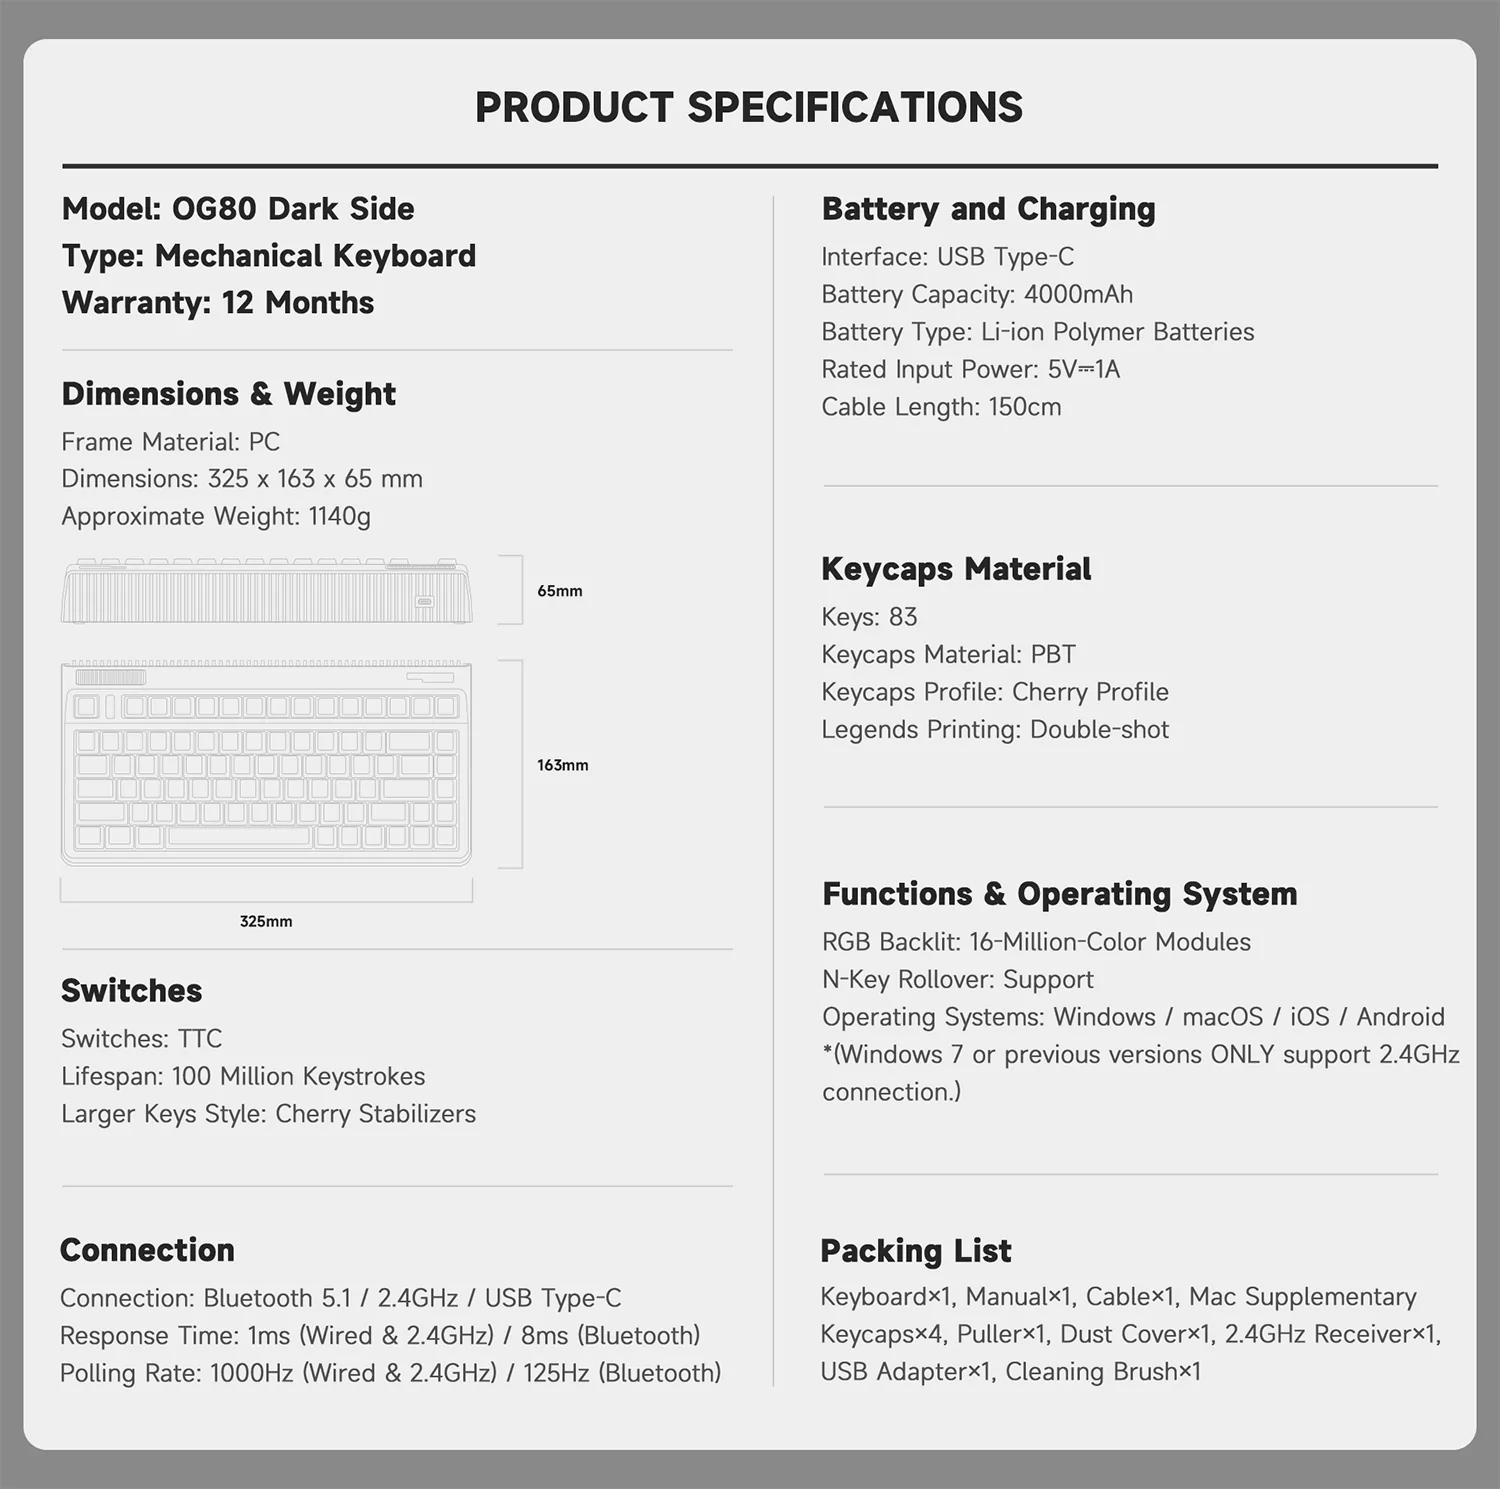 PRODUCT SPECIFICATIONS
Model: OG80 Dark Side
Type: Mechanical Keyboard
Warranty: 12 Months
Dimensions & Weight
Frame Material: PC
Dimensions: 325 x 163 x 65 mm
Approximate Weight: 1140g
65mm
163mm
325mm
Switches
Switches: TTC
Lifespan: 100 Million Keystrokes
Larger Keys Style: Cherry Stabilizers
Connection
Connection: Bluetooth 5.1 / 2.4GHz / USB Type-C
Response Time: 1ms (Wired & 2.4GHz) / 8ms (Bluetooth)
Polling Rate: 1000Hz (Wired & 2.4GHz) / 125Hz (Bluetooth)
Battery and Charging
Interface: USB Type-C
Battery Capacity: 4000mAh
Battery Type: Li-ion Polymer Batteries
Rated Input Power: 5V⎓1A
Cable Length: 150cm
Keycaps Material
Keys: 83
Keycaps Material: PBT
Keycaps Profile: Cherry Profile
Legends Printing: Double-shot
Functions & Operating System
RGB Backlit: 16-Million-Color Modules
N-Key Rollover: Support
Operating Systems: Windows / macOS / iOS / Android
*(Windows 7 or previous versions ONLY support 2.4GHz
connection.)
Packing List
Keyboard×1, Manual×1, Cable×1, Mac Supplementary
Keycaps×4, Puller×1, Dust Cover×1, 2.4GHz Receiver×1,
USB Adapter×1, Cleaning Brush×1